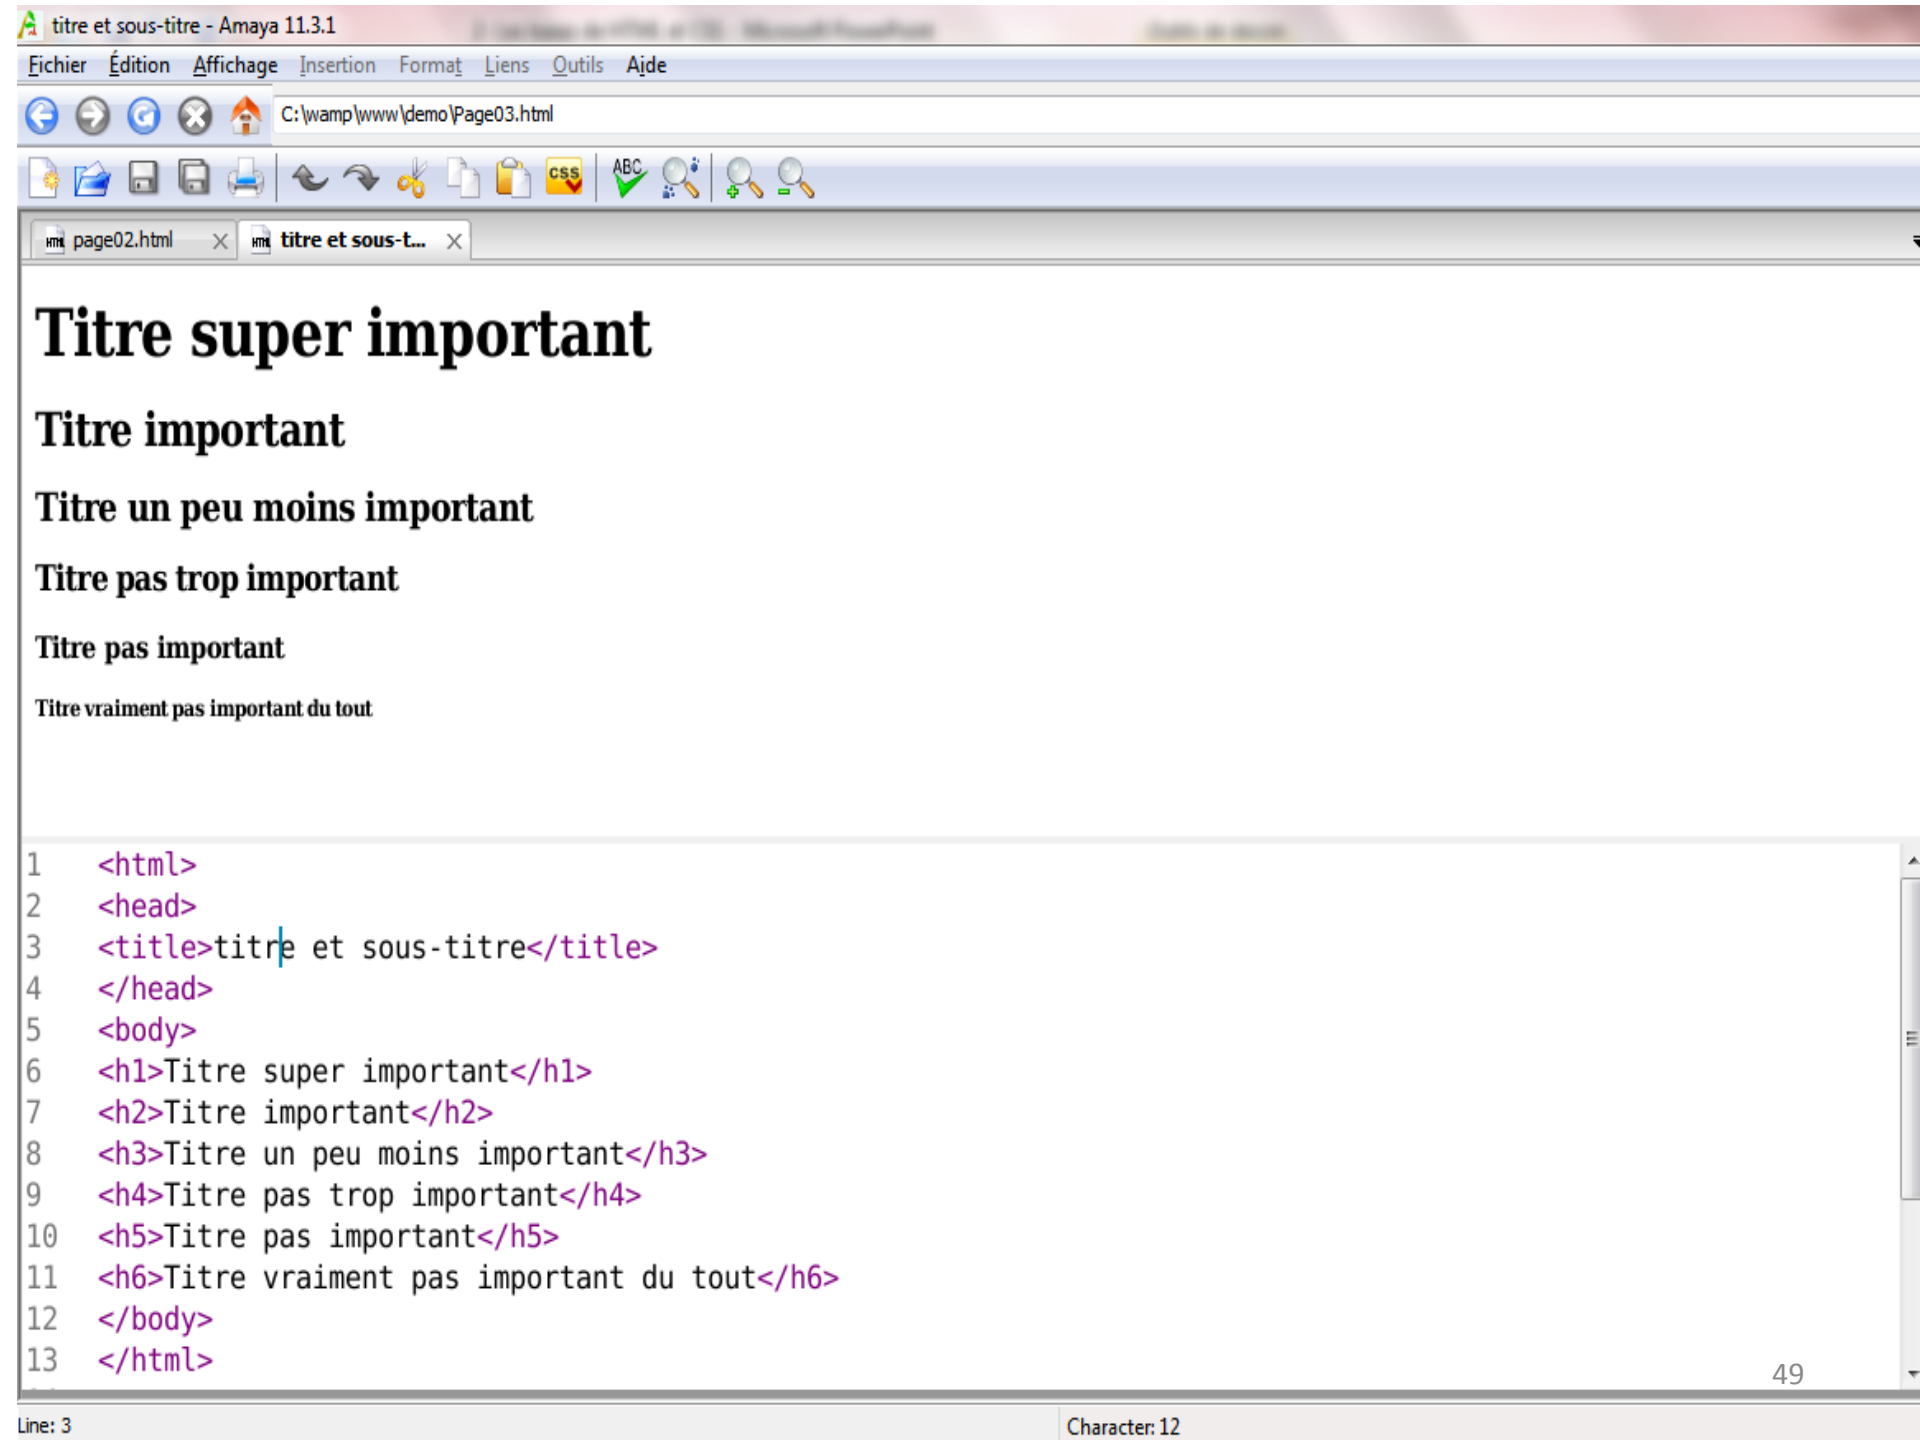 titre et sous-titre - Amaya 11.3.1
Fichier Édition Affichage Insertion Format Liens Outils Aide
C:\wamp\www\demo\Page03.html
ABC
CSS
HTML page02.html HTML titre et sous-t...
Titre super important
Titre important
Titre un peu moins important
Titre pas trop important
Titre pas important
Titre vraiment pas important du tout
1 <html>
2 <head>
3 <title>titre et sous-titre</title>
4 </head>
5 <body>
6 <h1>Titre super important</h1>
7 <h2>Titre important</h2>
8 <h3>Titre un peu moins important</h3>
9 <h4>Titre pas trop important</h4>
10 <h5>Titre pas important</h5>
11 <h6>Titre vraiment pas important du tout</h6>
12 </body>
13 </html>
49
Line: 3 Character: 12